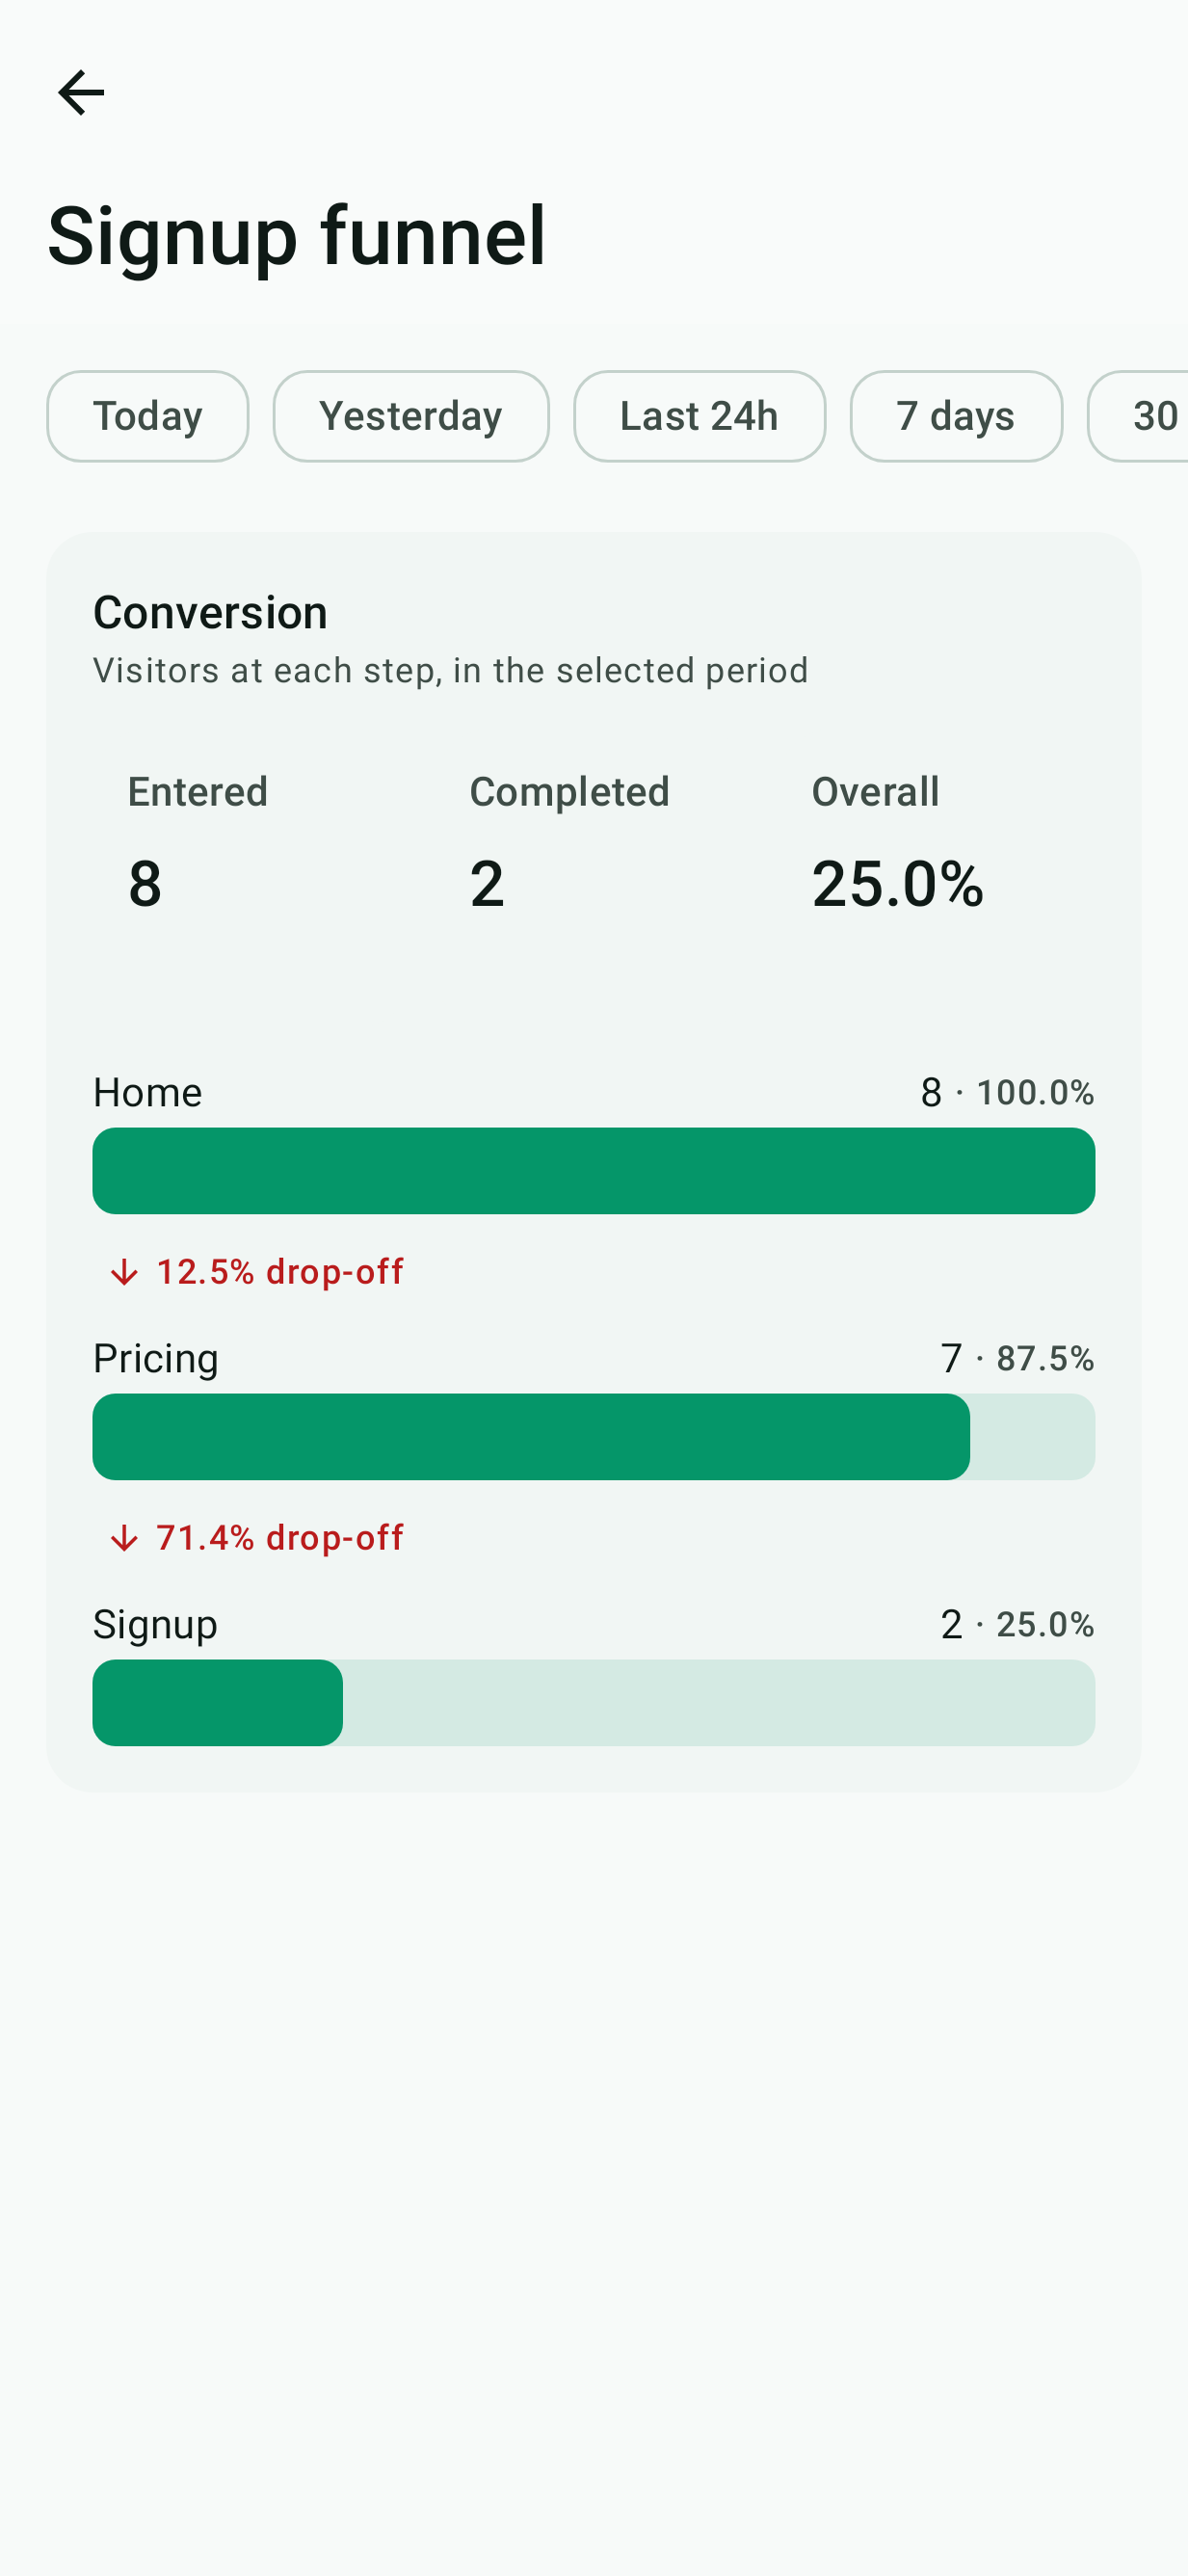 Signup funnel
Today Yesterday Last 24h 7 days 30
Conversion
Visitors at each step, in the selected period
Entered Completed Overall
8 2 25.0%
Home 8 · 100.0%
↓ 12.5% drop-off
Pricing 7 · 87.5%
↓ 71.4% drop-off
Signup 2 · 25.0%